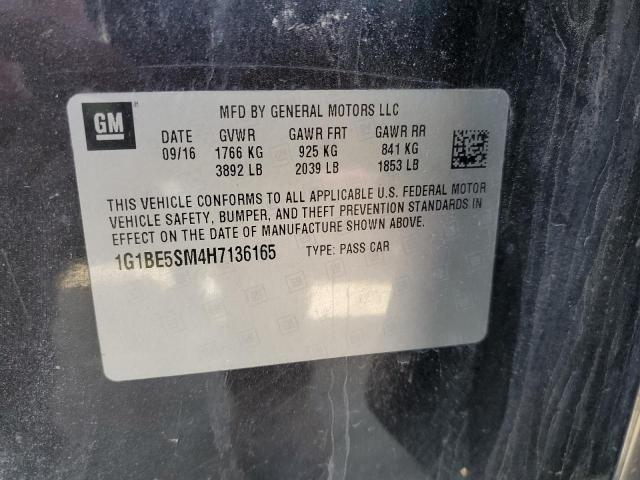 GM
MFD BY GENERAL MOTORS LLC
DATE GVWR GAWR FRT GAWR RR
09/16 1766 KG 925 KG 841 KG
3892 LB 2039 LB 1853 LB
THIS VEHICLE CONFORMS TO ALL APPLICABLE U.S. FEDERAL MOTOR
VEHICLE SAFETY, BUMPER, AND THEFT PREVENTION STANDARDS IN
EFFECT ON THE DATE OF MANUFACTURE SHOWN ABOVE.
1G1BE5SM4H7136165 TYPE: PASS CAR